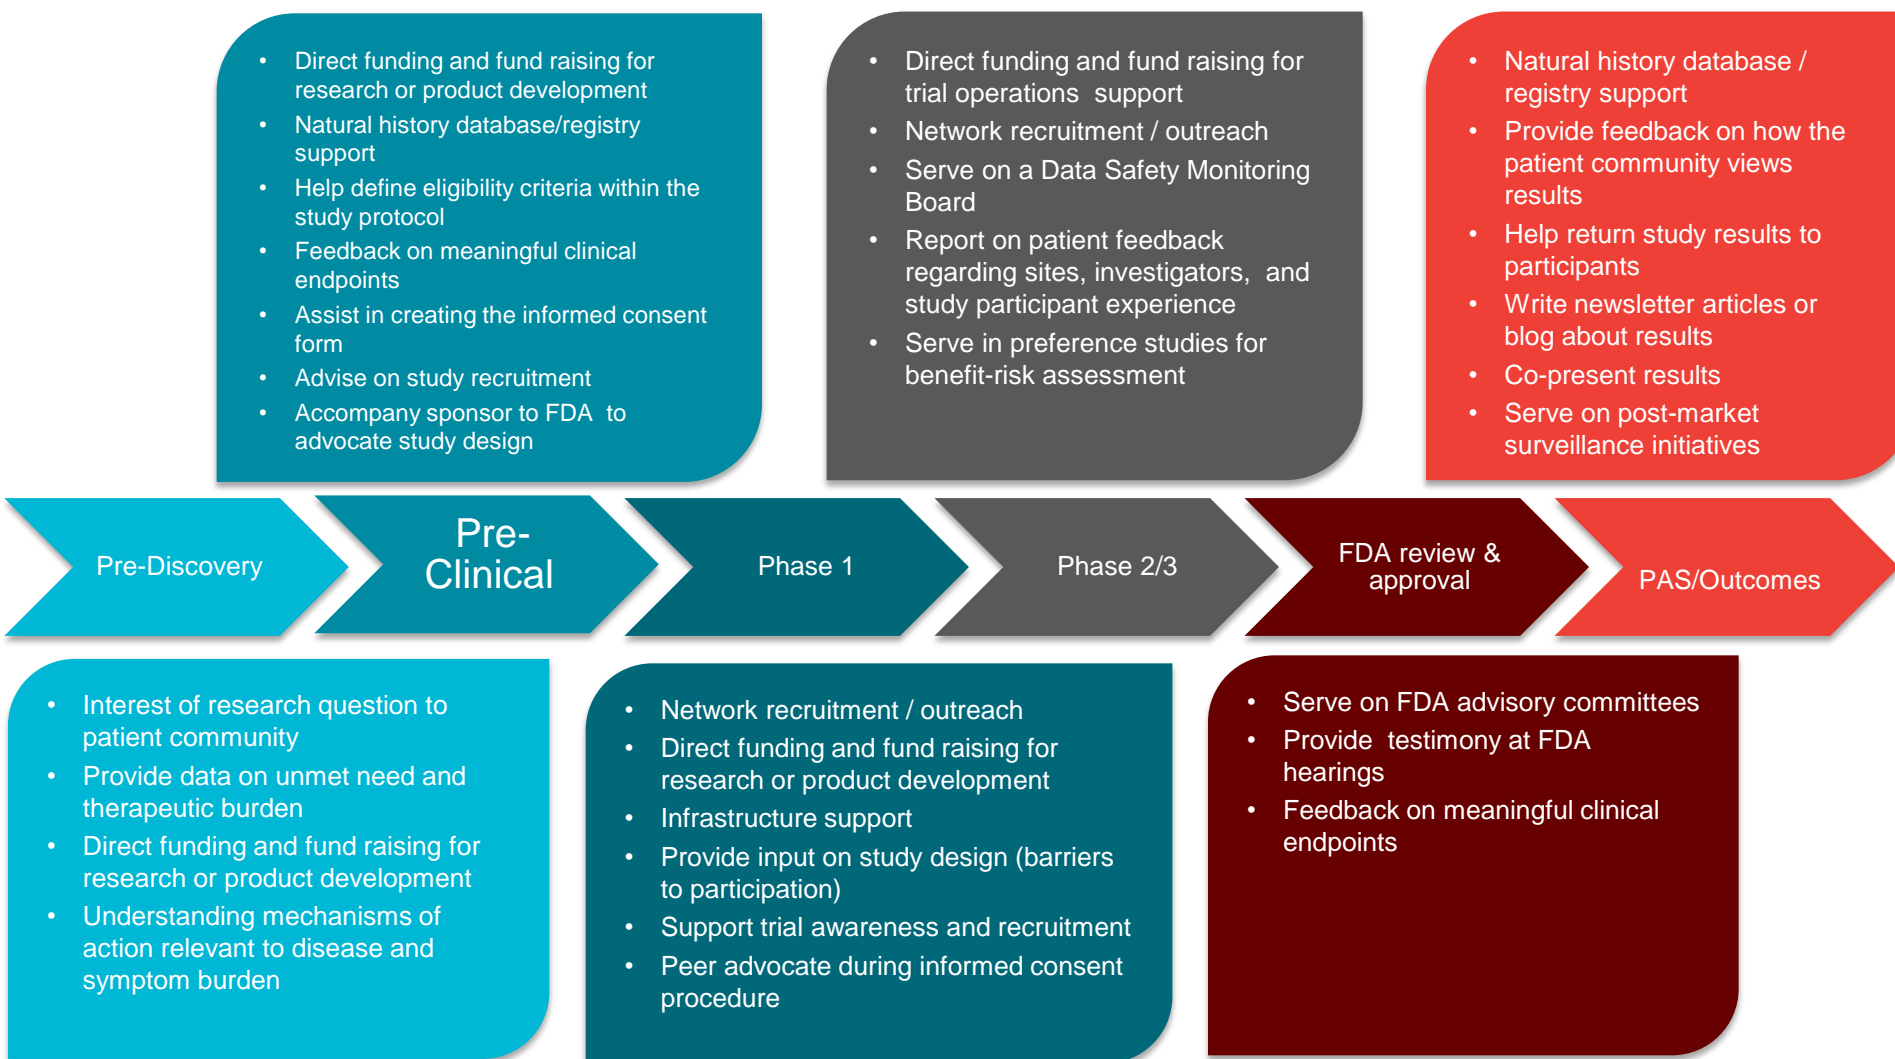 • Direct funding and fund raising for
research or product development
• Natural history database/registry
support
• Help define eligibility criteria within the
study protocol
• Feedback on meaningful clinical
endpoints
• Assist in creating the informed consent
form
• Advise on study recruitment
• Accompany sponsor to FDA to
advocate study design
• Direct funding and fund raising for
trial operations support
• Network recruitment / outreach
• Serve on a Data Safety Monitoring
Board
• Report on patient feedback
regarding sites, investigators, and
study participant experience
• Serve in preference studies for
benefit-risk assessment
• Natural history database /
registry support
• Provide feedback on how the
patient community views
results
• Help return study results to
participants
• Write newsletter articles or
blog about results
• Co-present results
• Serve on post-market
surveillance initiatives
Pre-Discovery
Pre-
Clinical
Phase 1
Phase 2/3
FDA review &
approval
PAS/Outcomes
• Interest of research question to
patient community
• Provide data on unmet need and
therapeutic burden
• Direct funding and fund raising for
research or product development
• Understanding mechanisms of
action relevant to disease and
symptom burden
• Network recruitment / outreach
• Direct funding and fund raising for
research or product development
• Infrastructure support
• Provide input on study design (barriers
to participation)
• Support trial awareness and recruitment
• Peer advocate during informed consent
procedure
• Serve on FDA advisory committees
• Provide testimony at FDA
hearings
• Feedback on meaningful clinical
endpoints